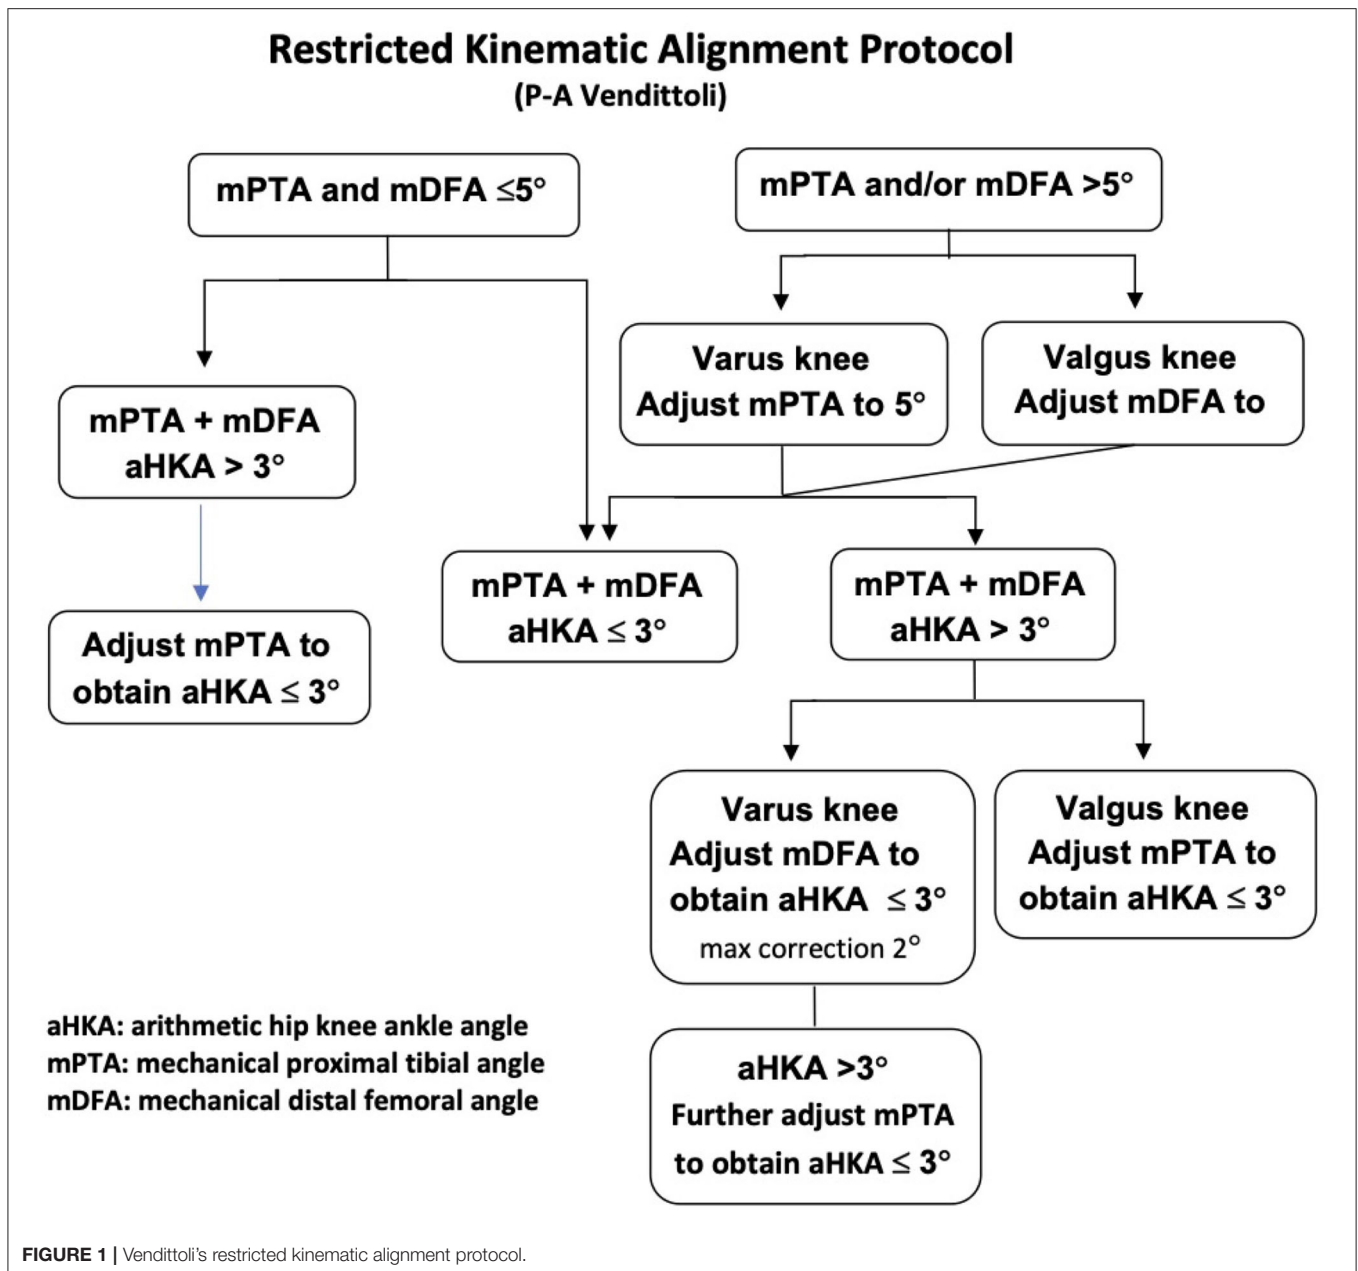 Restricted Kinematic Alignment Protocol
(P-A Vendittoli)
mPTA and mDFA ≤5°
mPTA and/or mDFA >5°
Varus knee
Adjust mPTA to 5°
Valgus knee
Adjust mDFA to
mPTA + mDFA
aHKA > 3°
mPTA + mDFA
aHKA ≤ 3°
mPTA + mDFA
aHKA > 3°
Adjust mPTA to
obtain aHKA ≤ 3°
Varus knee
Adjust mDFA to
obtain aHKA ≤ 3°
max correction 2°
Valgus knee
Adjust mPTA to
obtain aHKA ≤ 3°
aHKA >3°
Further adjust mPTA
to obtain aHKA ≤ 3°
aHKA: arithmetic hip knee ankle angle
mPTA: mechanical proximal tibial angle
mDFA: mechanical distal femoral angle
FIGURE 1 | Vendittoli's restricted kinematic alignment protocol.